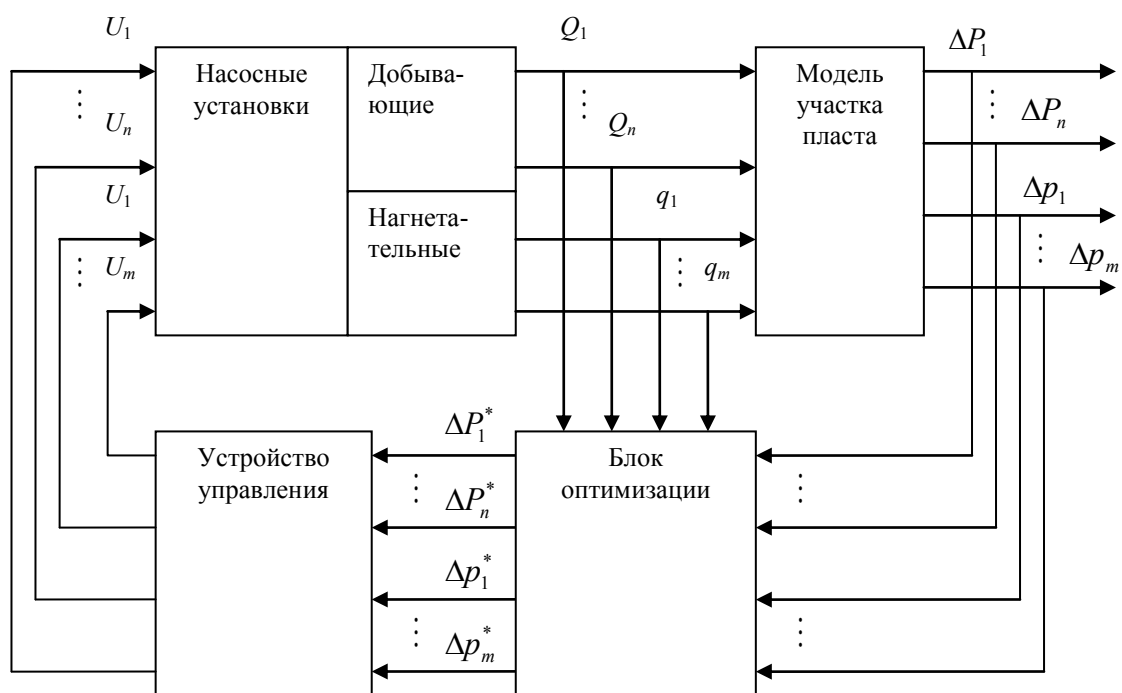 U₁
Q₁
ΔP₁
Насосные
установки
Добыва-
ющие
Модель
участка
пласта
⋮
Uₙ
⋮
Qₙ
⋮
ΔPₙ
U₁
q₁
Δp₁
Нагнета-
тельные
⋮
Uₘ
⋮
qₘ
⋮
Δpₘ
ΔP₁*
Устройство
управления
Блок
оптимизации
⋮
ΔPₙ*
⋮
Δp₁*
⋮
Δpₘ*
⋮